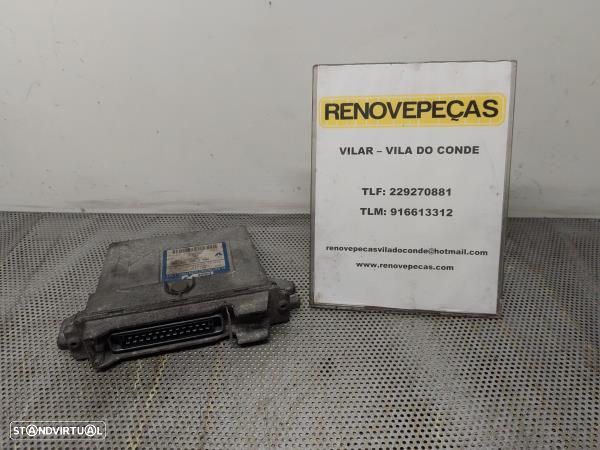 RENOVEPEÇAS
VILAR – VILA DO CONDE
TLF: 229270881
TLM: 916613312
renovepecasviladoconde@hotmail.com
www.renovepecas.com
STANDVIRTUAL